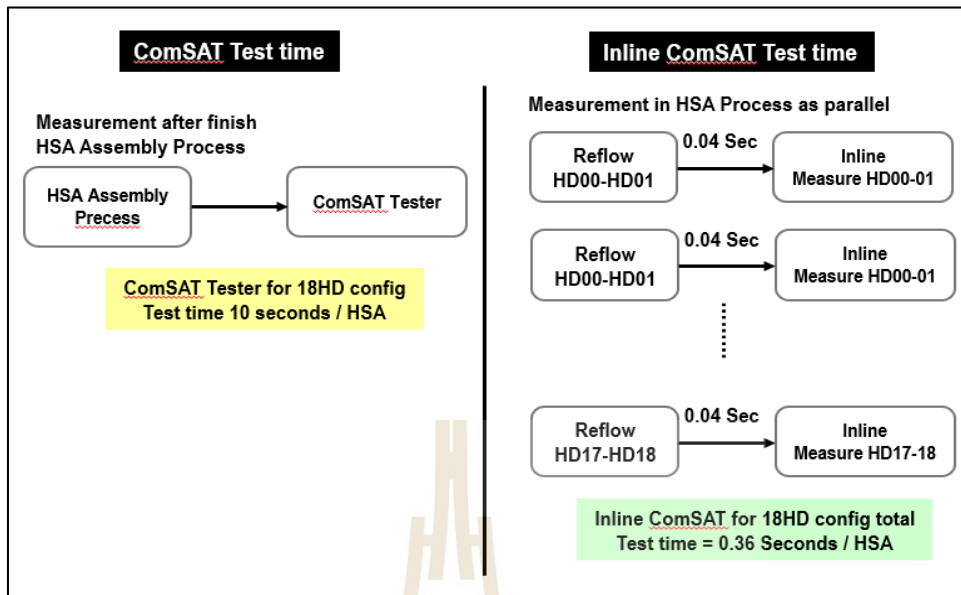 ComSAT Test time
Measurement after finish
HSA Assembly Process
HSA Assembly
Precess
ComSAT Tester
ComSAT Tester for 18HD config
Test time 10 seconds / HSA
Inline ComSAT Test time
Measurement in HSA Process as parallel
Reflow
HD00-HD01
0.04 Sec
Inline
Measure HD00-01
Reflow
HD00-HD01
0.04 Sec
Inline
Measure HD00-01
Reflow
HD17-HD18
0.04 Sec
Inline
Measure HD17-18
Inline ComSAT for 18HD config total
Test time = 0.36 Seconds / HSA